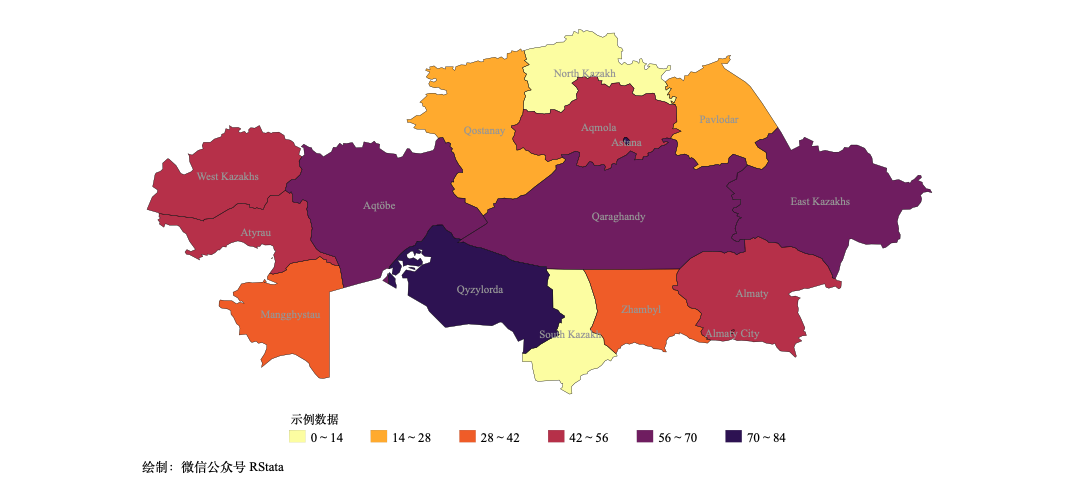 North Kazakh
Qostanay
Pavlodar
Aqmola
Astana
West Kazakhs
Aqtöbe
East Kazakhs
Qaraghandy
Atyrau
Qyzylorda
Almaty
Mangghystau
Zhambyl
South Kazakh
Almaty City
示例数据
0 ~ 14
14 ~ 28
28 ~ 42
42 ~ 56
56 ~ 70
70 ~ 84
绘制：微信公众号 RStata